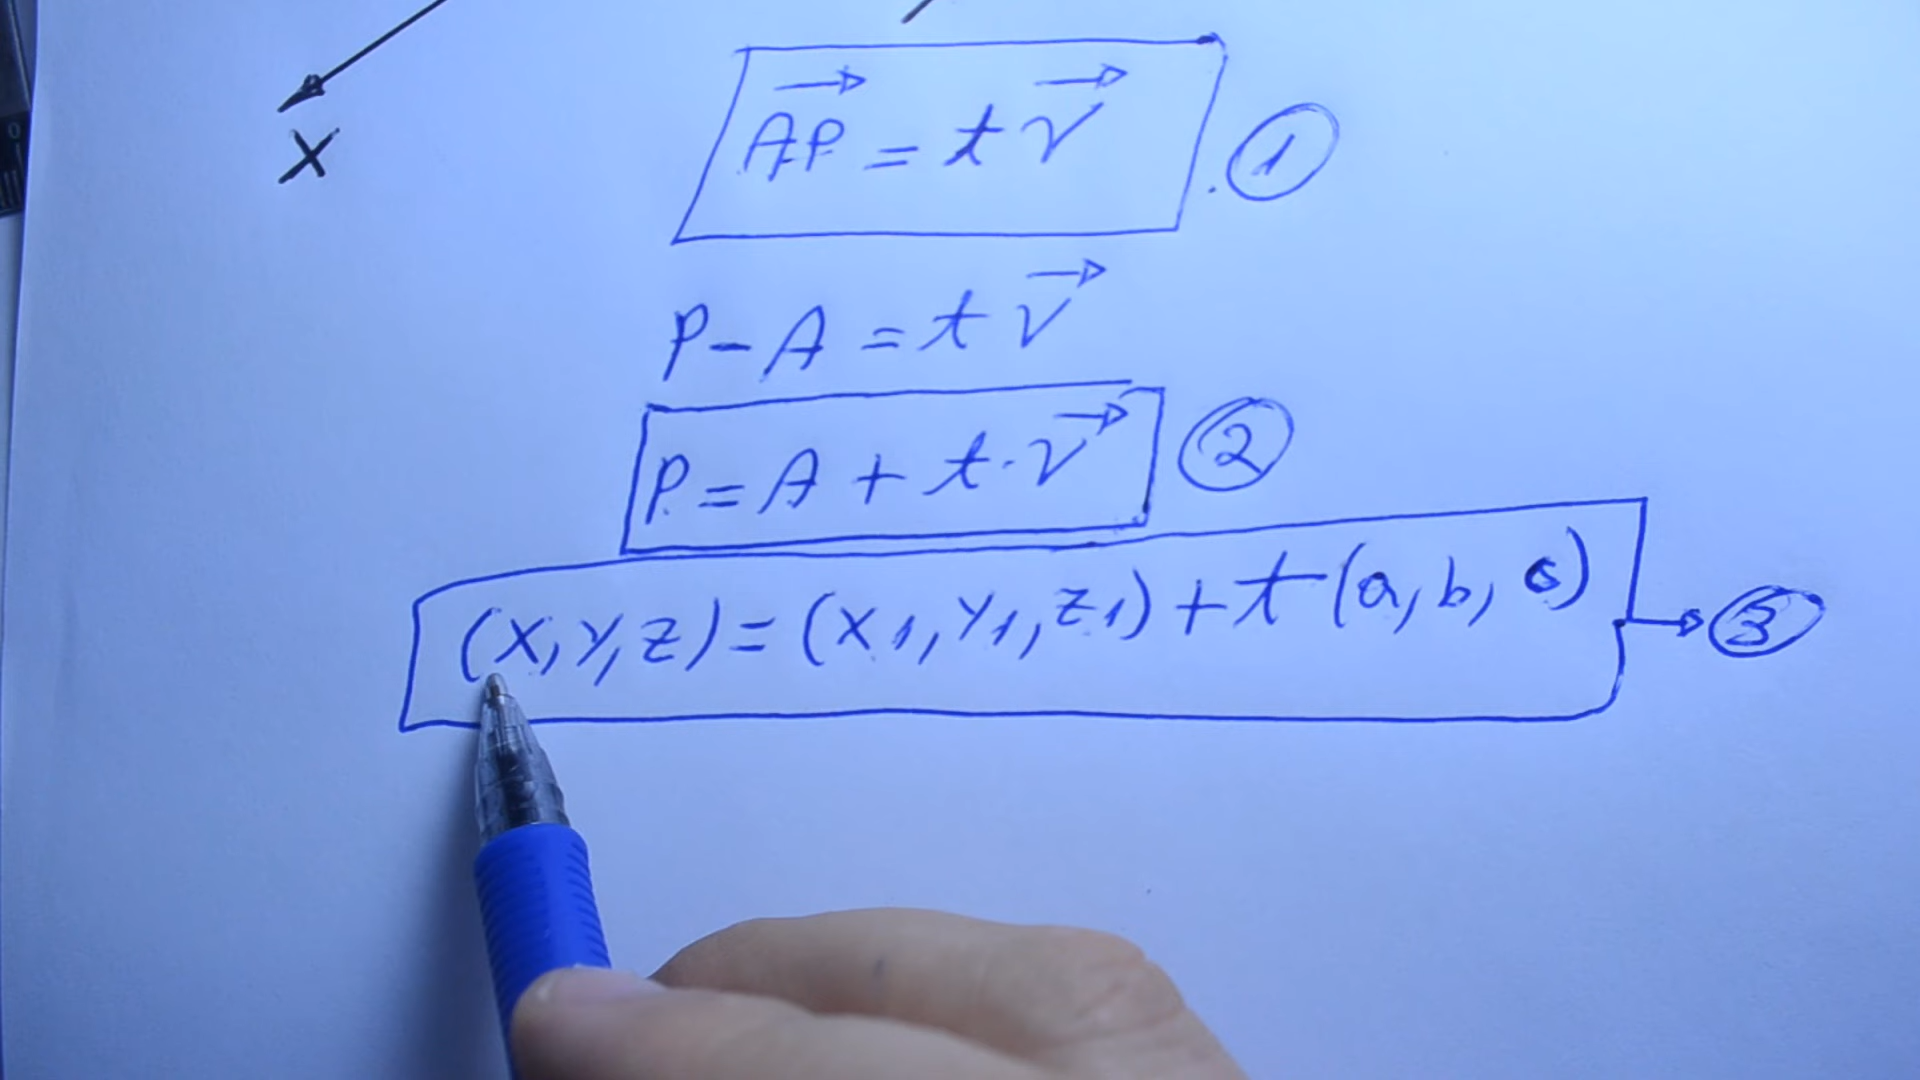 X
AP = t V ①
P - A = t V
P = A + t · V ②
(X, Y, Z) = (X1, Y1, Z1) + t (a, b, c) → ③